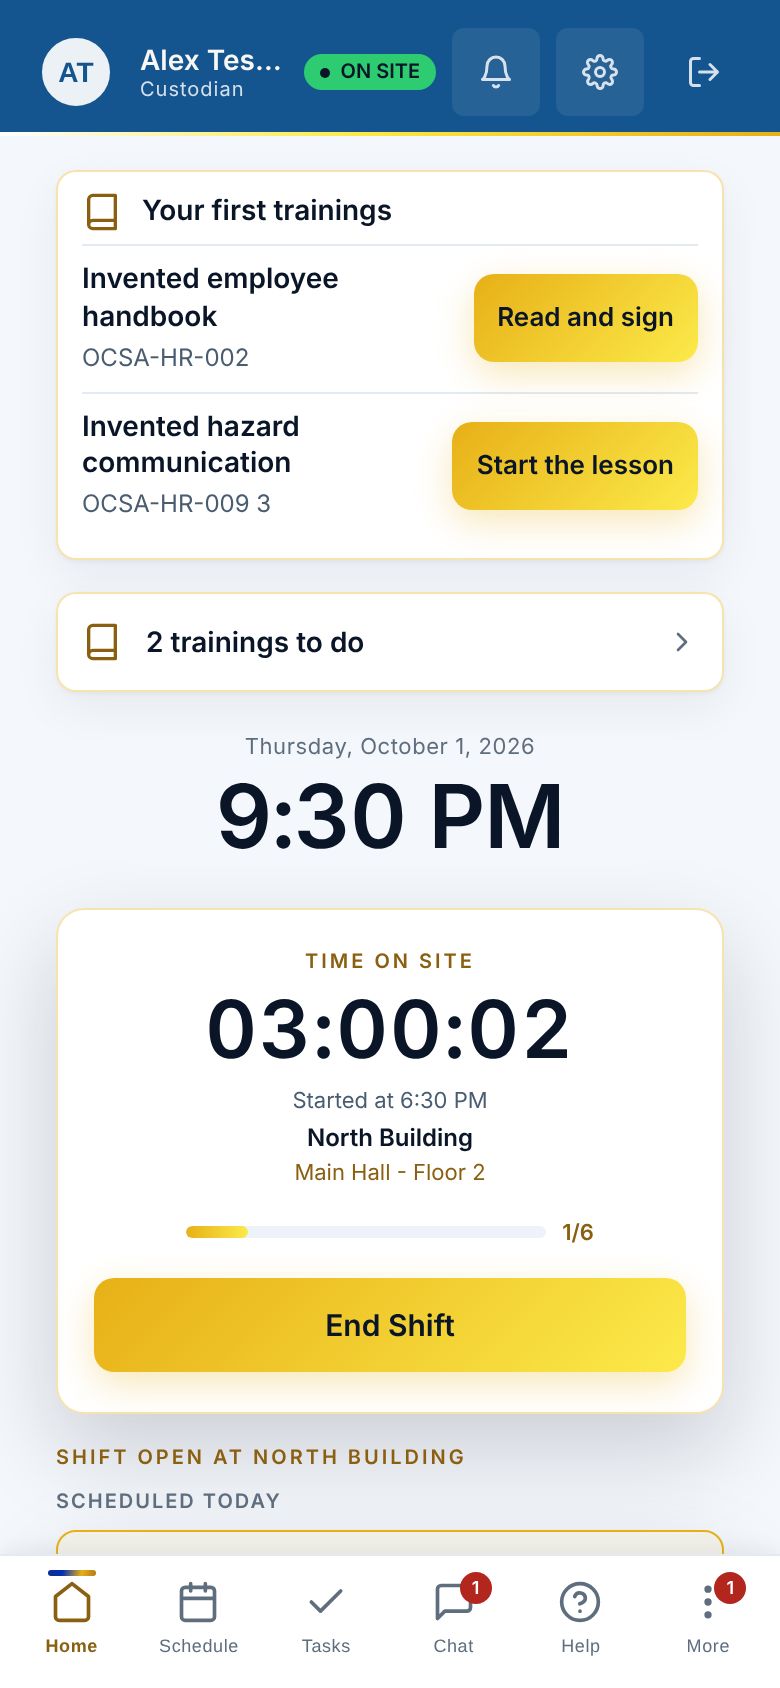 AT
Alex Tes...
Custodian
ON SITE
Your first trainings
Invented employee
handbook
OCSA-HR-002
Read and sign
Invented hazard
communication
OCSA-HR-009 3
Start the lesson
2 trainings to do
Thursday, October 1, 2026
9:30 PM
TIME ON SITE
03:00:02
Started at 6:30 PM
North Building
Main Hall - Floor 2
1/6
End Shift
SHIFT OPEN AT NORTH BUILDING
SCHEDULED TODAY
1
1
Home
Schedule
Tasks
Chat
Help
More